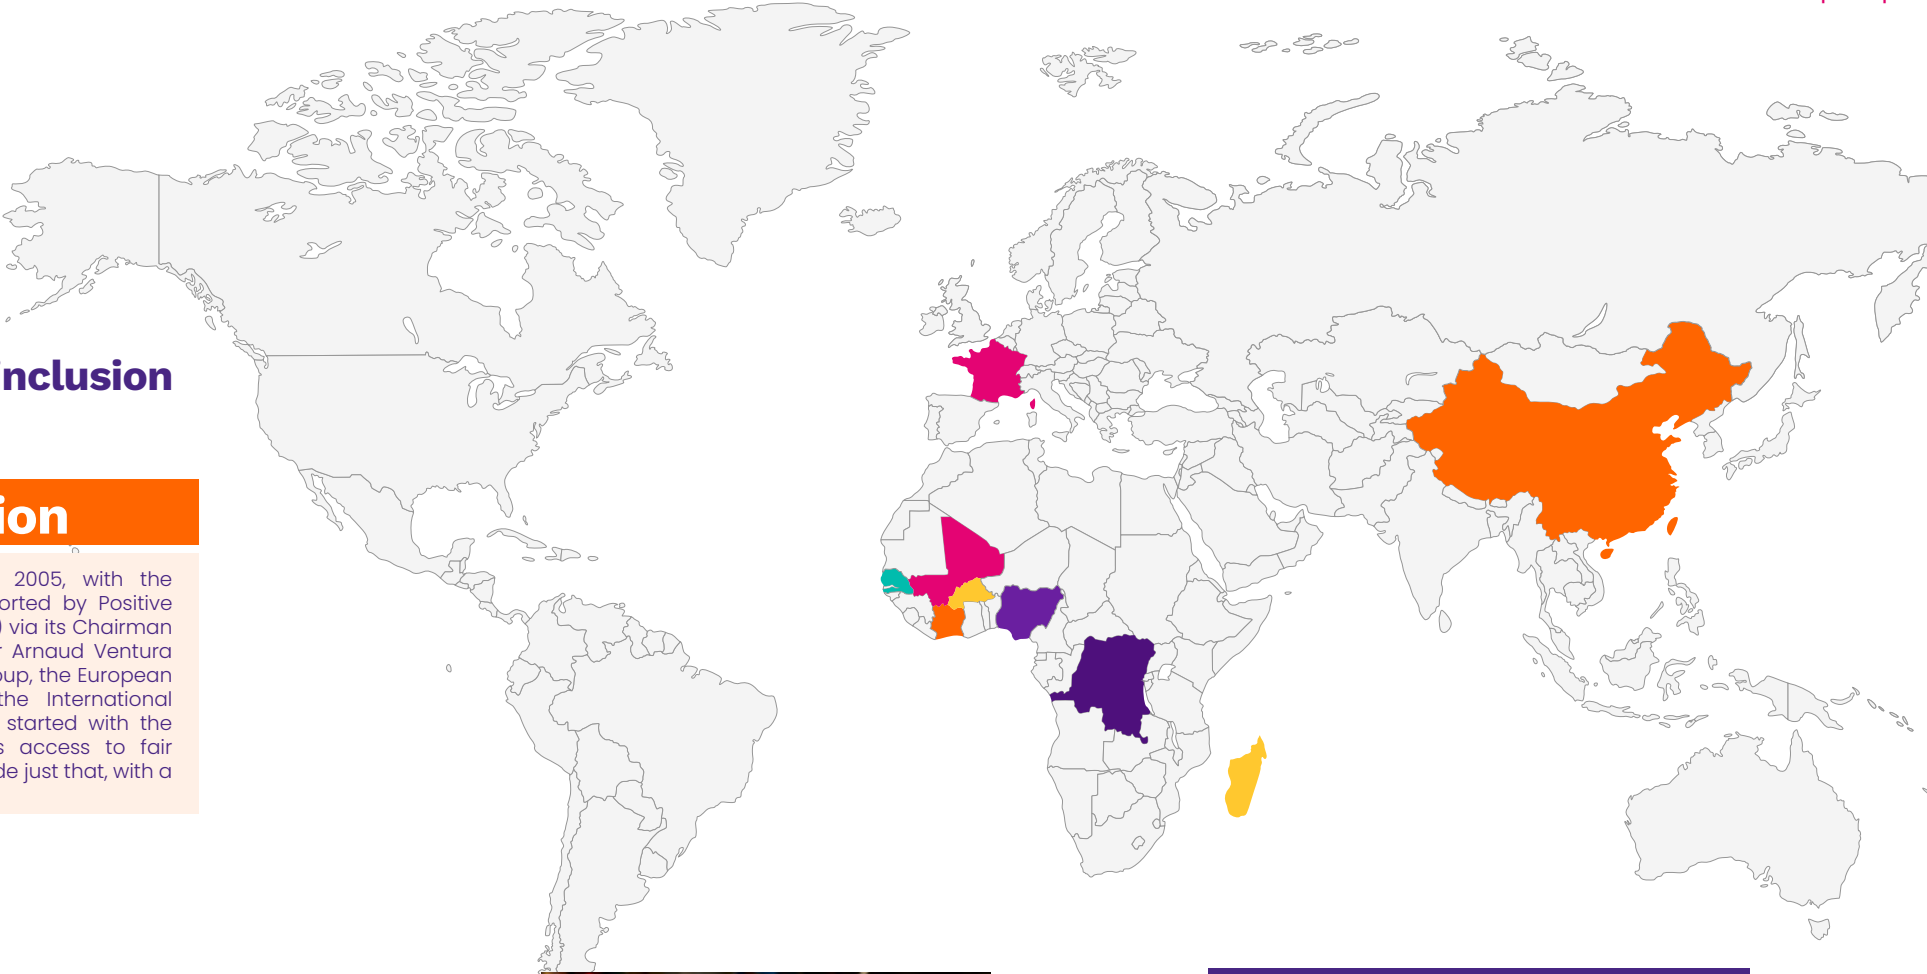 nclusion
ion
2005, with the
orted by Positive
) via its Chairman
r Arnaud Ventura
oup, the European
the International
started with the
s access to fair
de just that, with a